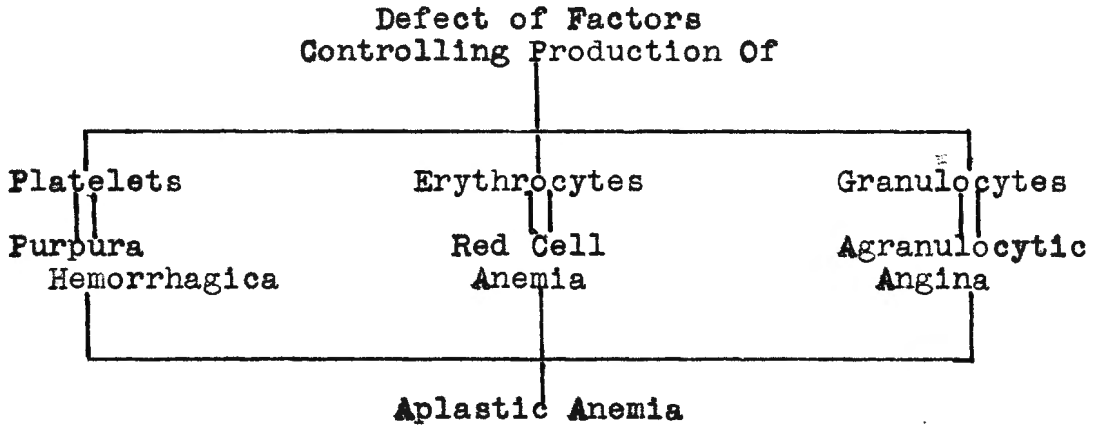 Defect of Factors
Controlling Production Of
Platelets Erythrocytes Granulocytes
Purpura Red Cell Agranulocytic
Hemorrhagica Anemia Angina
Aplastic Anemia